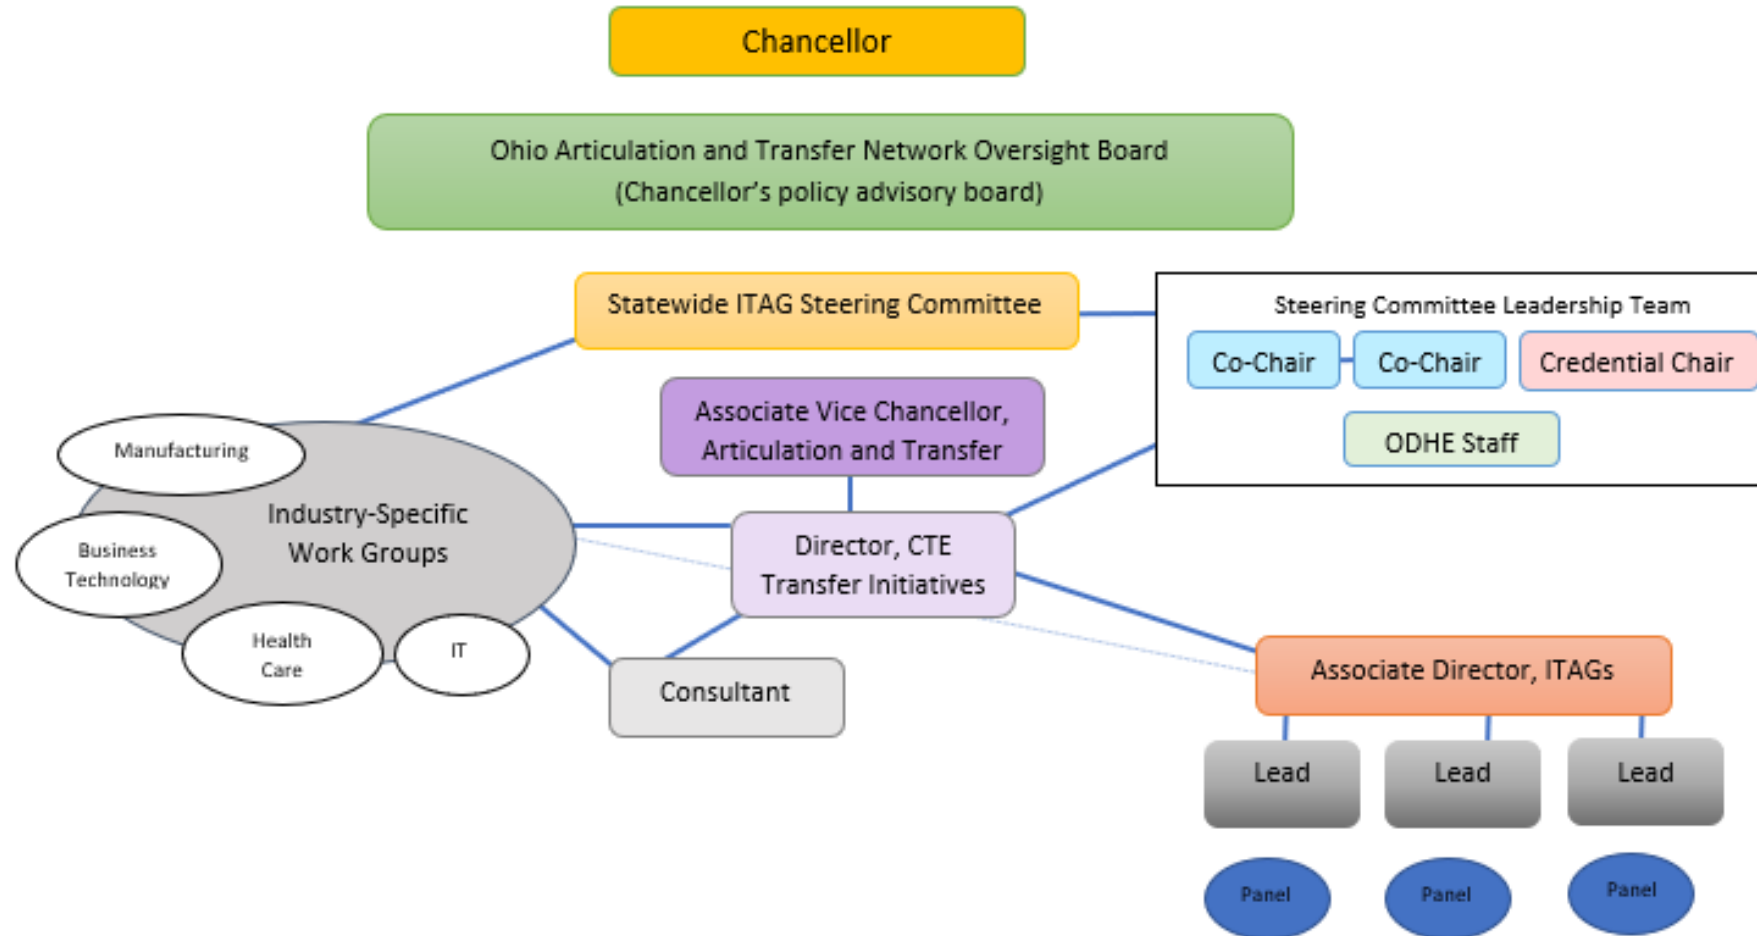 Chancellor
Ohio Articulation and Transfer Network Oversight Board
(Chancellor's policy advisory board)
Statewide ITAG Steering Committee
Steering Committee Leadership Team
Co-Chair
Co-Chair
Credential Chair
ODHE Staff
Associate Vice Chancellor,
Articulation and Transfer
Manufacturing
Industry-Specific
Work Groups
Business
Technology
Health
Care
IT
Director, CTE
Transfer Initiatives
Consultant
Associate Director, ITAGs
Lead
Lead
Lead
Panel
Panel
Panel